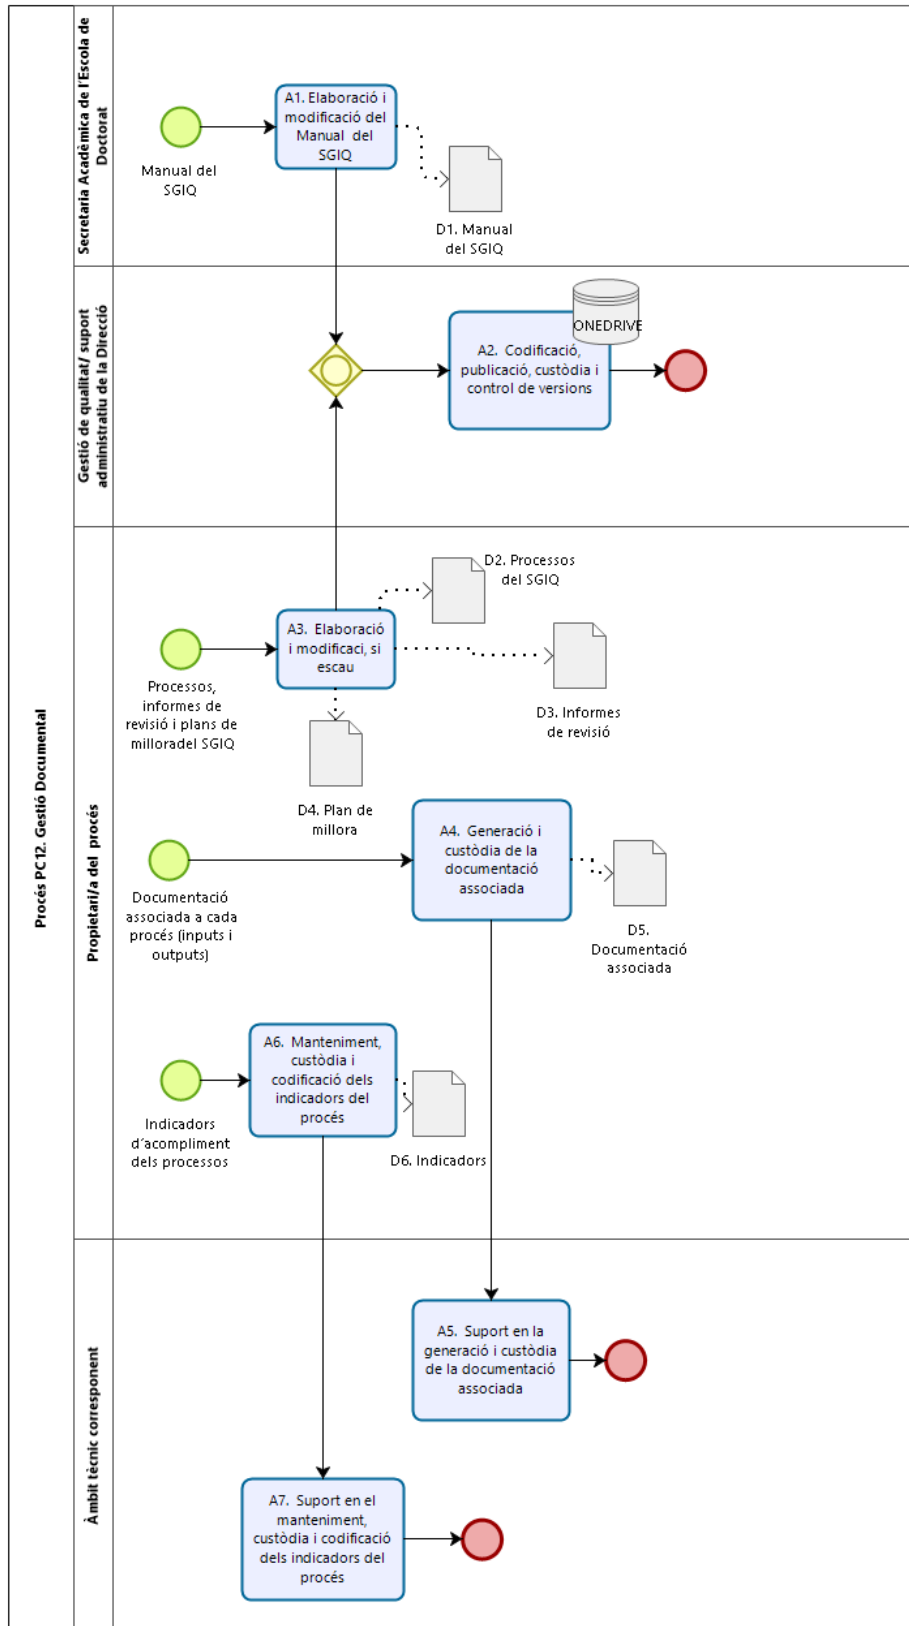 Procés PC12. Gestió Documental
Secretaria Acadèmica de l'Escola de
Doctorat
Manual del
SGIQ
A1. Elaboració i
modificació del
Manual del
SGIQ
D1. Manual
del SGIQ
Gestió de qualitat/ suport
administratiu de la Direcció
ONEDRIVE
A2. Codificació,
publicació, custòdia i
control de versions
Propietari/a del procés
D2. Processos
del SGIQ
A3. Elaboració
i modificaci, si
escau
Processos,
informes de
revisió i plans de
milloradel SGIQ
D3. Informes
de revisió
D4. Plan de
millora
A4. Generació i
custòdia de la
documentació
associada
Documentació
associada a cada
procés (inputs i
outputs)
D5.
Documentació
associada
A6. Manteniment,
custòdia i
codificació dels
indicadors del
procés
Indicadors
d´acompliment
dels processos
D6. Indicadors
Àmbit tècnic corresponent
A5. Suport en la
generació i custòdia
de la documentació
associada
A7. Suport en el
manteniment,
custòdia i codificació
dels indicadors del
procés